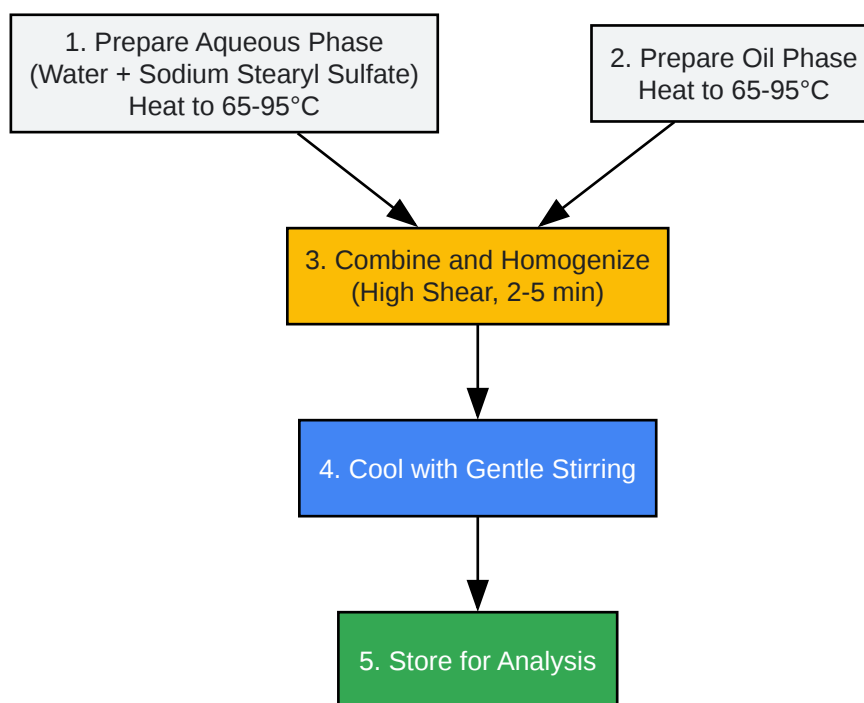 1. Prepare Aqueous Phase
(Water + Sodium Stearyl Sulfate)
Heat to 65-95°C
2. Prepare Oil Phase
Heat to 65-95°C
3. Combine and Homogenize
(High Shear, 2-5 min)
4. Cool with Gentle Stirring
5. Store for Analysis